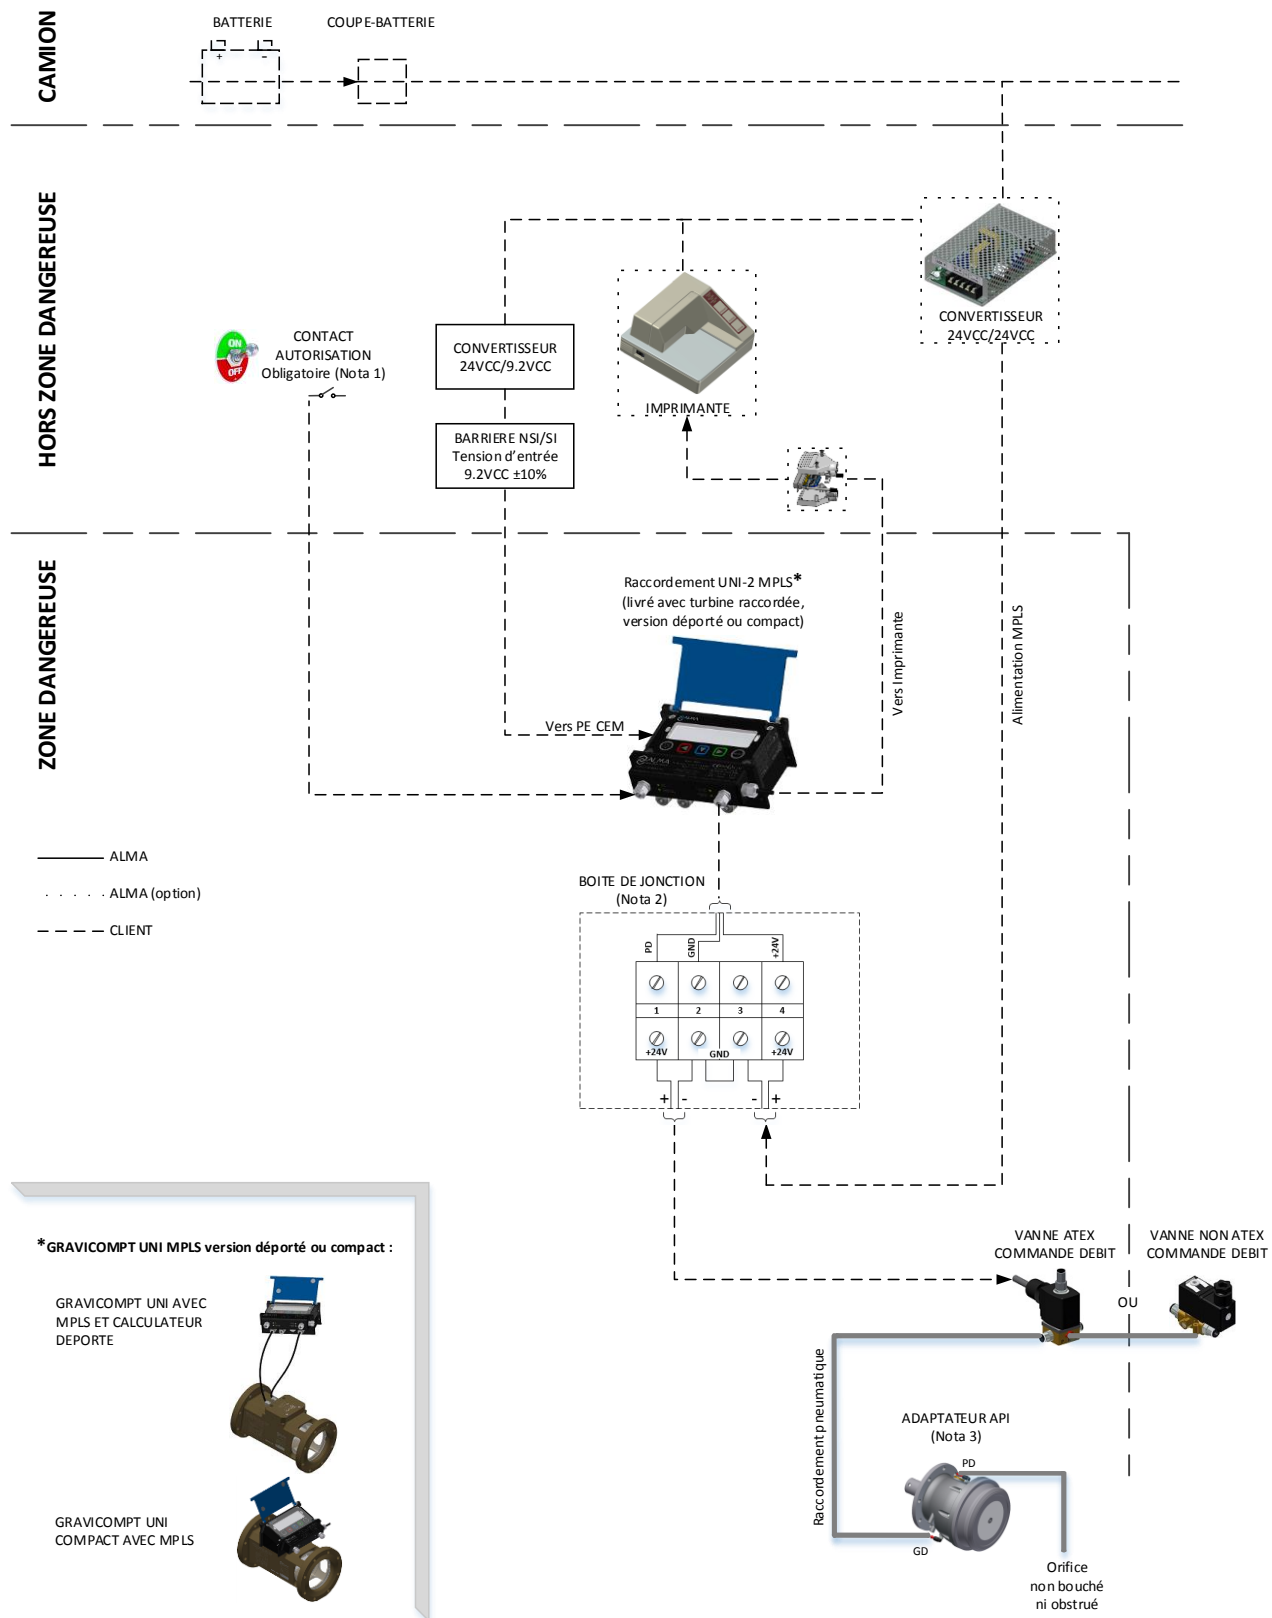 CAMION
BATTERIE
COUPE-BATTERIE
+ -
HORS ZONE DANGEREUSE
CONVERTISSEUR
24VCC/24VCC
ON
OFF
CONTACT
AUTORISATION
Obligatoire (Nota 1)
CONVERTISSEUR
24VCC/9.2VCC
IMPRIMANTE
BARRIERE NSI/SI
Tension d’entrée
9.2VCC ±10%
ZONE DANGEREUSE
Raccordement UNI-2 MPLS*
(livré avec turbine raccordée,
version déporté ou compact)
Vers Imprimante
Alimentation MPLS
Vers PE CEM
ALMA
ALMA
ALMA (option)
CLIENT
BOITE DE JONCTION
(Nota 2)
PD
GND
+24V
1 2 3 4
+24V GND +24V
+ - - +
*GRAVICOMPT UNI MPLS version déporté ou compact :
GRAVICOMPT UNI AVEC
MPLS ET CALCULATEUR
DEPORTE
GRAVICOMPT UNI
COMPACT AVEC MPLS
VANNE ATEX
COMMANDE DEBIT
OU
VANNE NON ATEX
COMMANDE DEBIT
Raccordement pneumatique
ADAPTATEUR API
(Nota 3)
PD
GD
Orifice
non bouché
ni obstrué